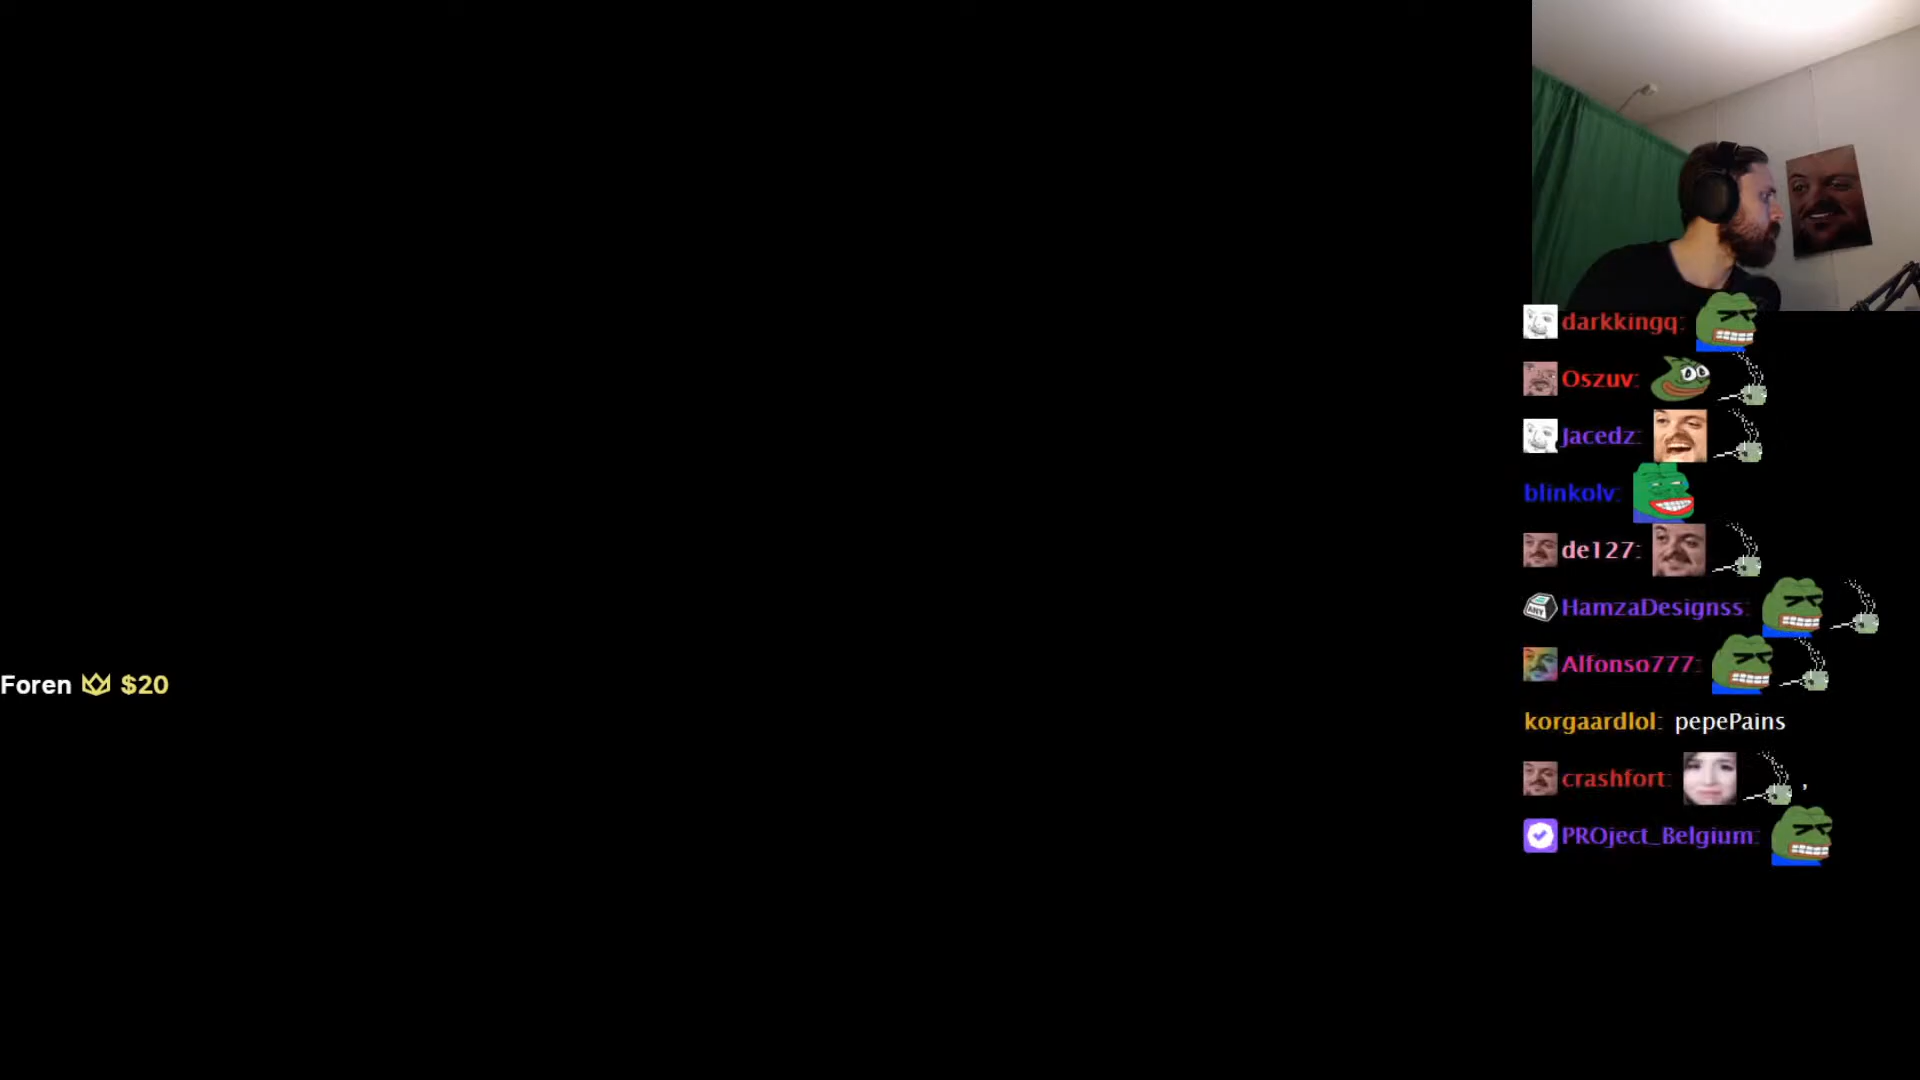 darkkingq:
Oszuv:
Jacedz:
blinkolv:
de127:
HamzaDesignss:
Alfonso777:
Foren $20
korgaardlol: pepePains
crashfort: ,
PROject_Belgium: